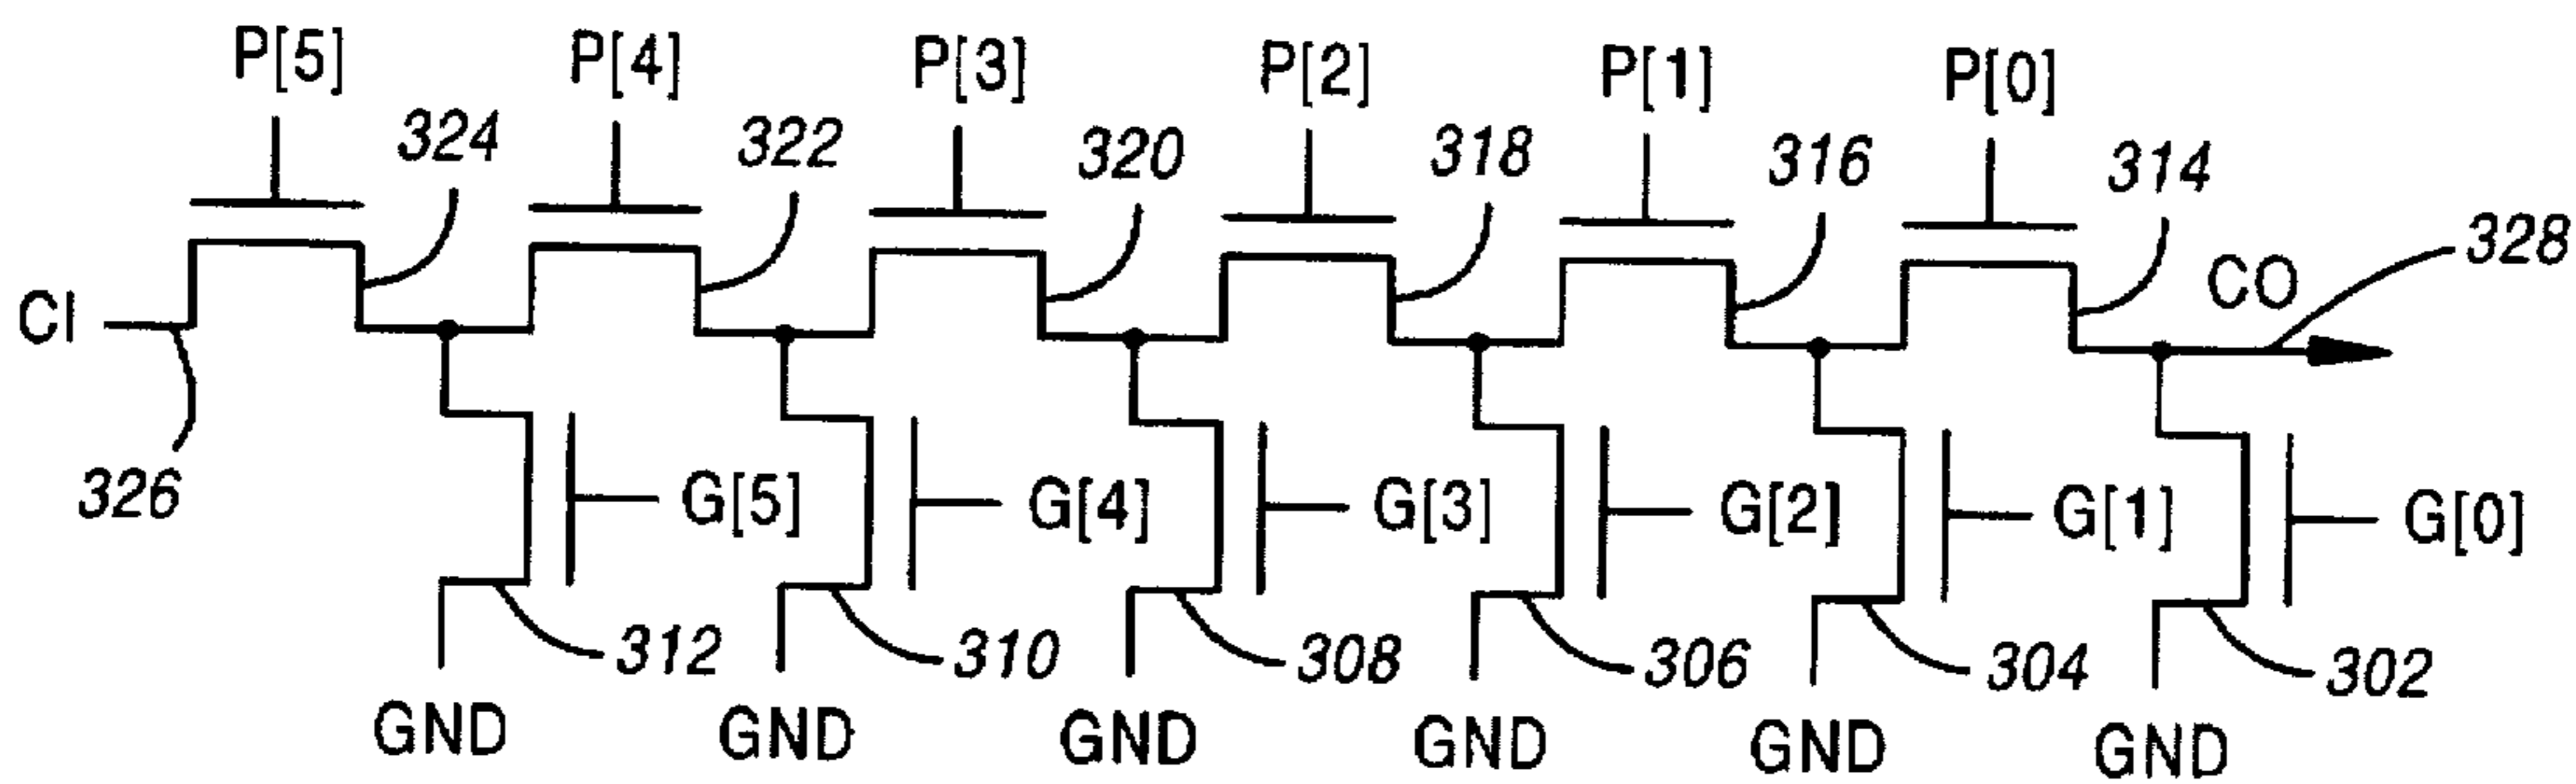 P[5] P[4] P[3] P[2] P[1] P[0]
324 322 320 318 316 314 328
CI CO
326 G[5] G[4] G[3] G[2] G[1] G[0]
312 310 308 306 304 302
GND GND GND GND GND GND